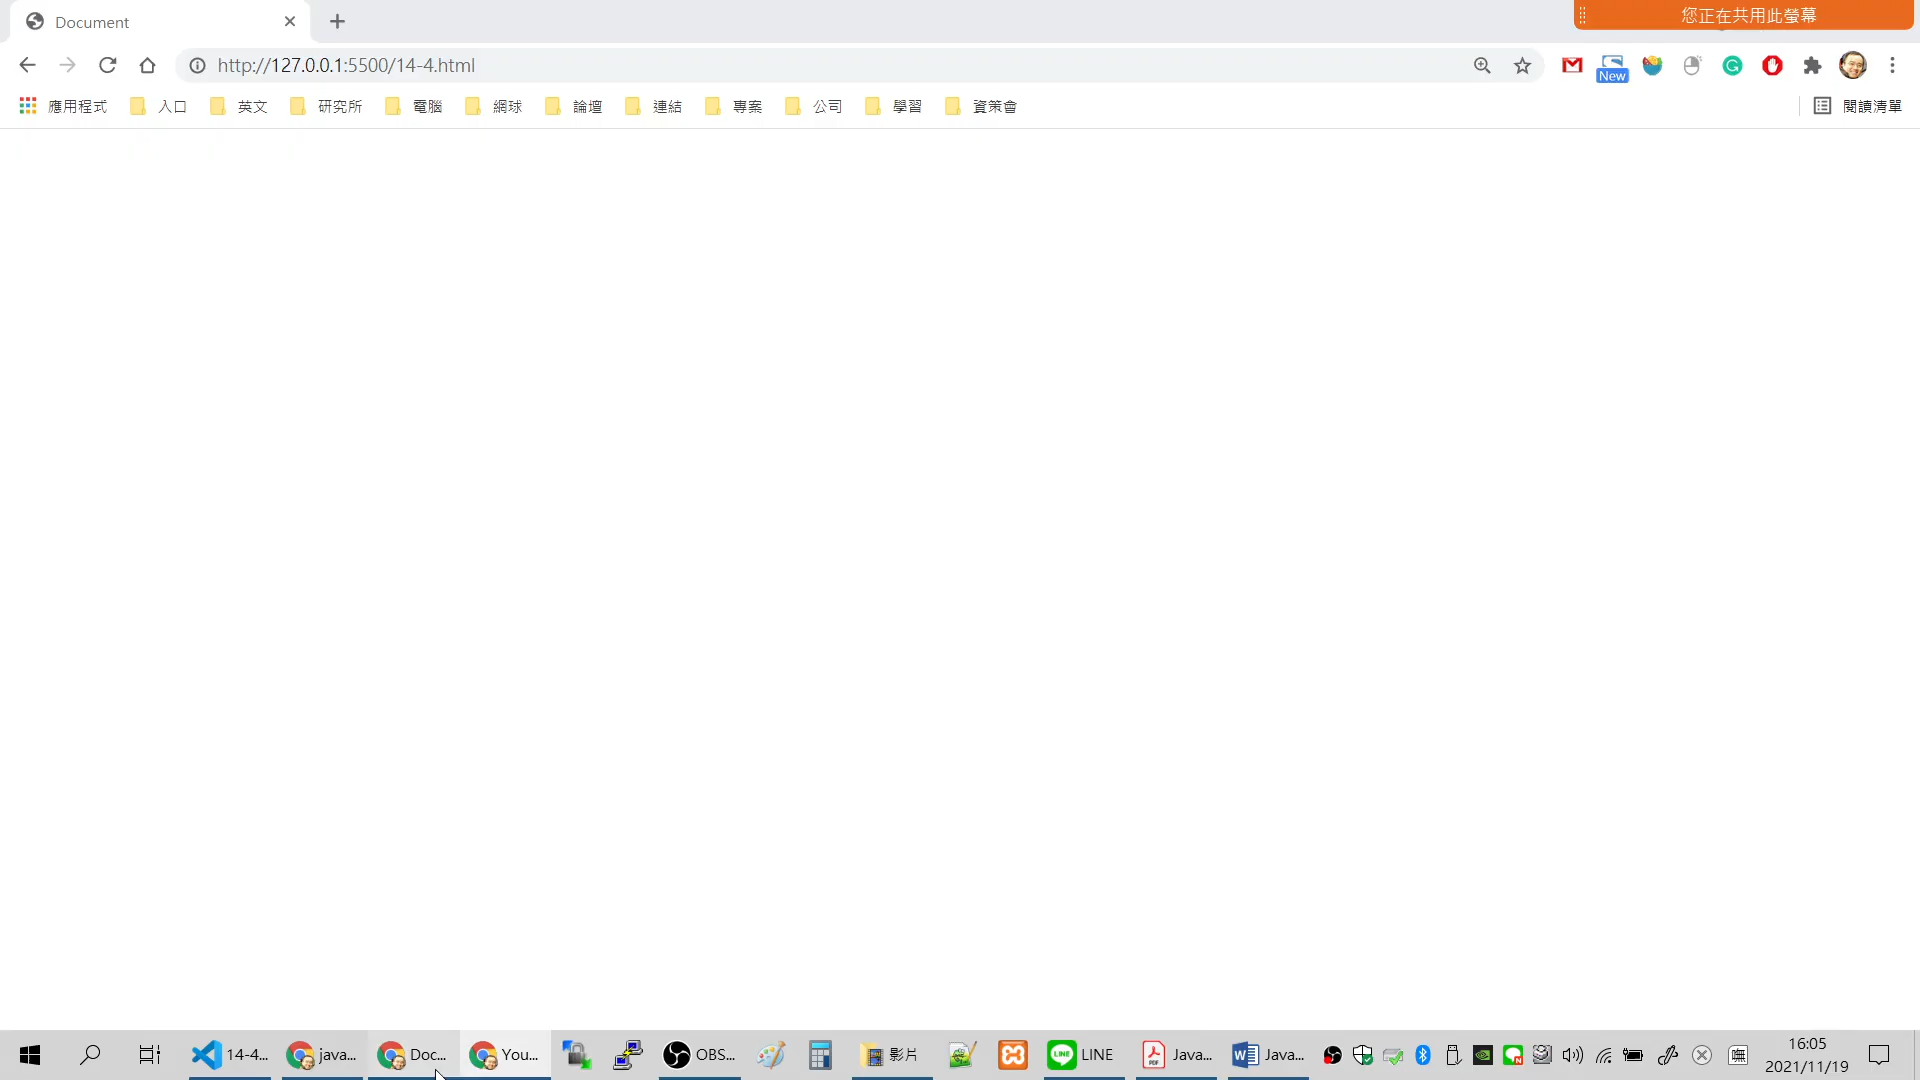 Document
您正在共用此螢幕
http://127.0.0.1:5500/14-4.html
New
應用程式 入口 英文 研究所 電腦 網球 論壇 連結 專案 公司 學習 資策會 閱讀清單
14-4... java... Doc... You... OBS... 影片 LINE Java... Java... 16:05
2021/11/19